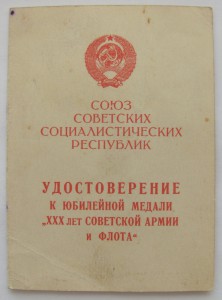 СОЮЗ
СОВЕТСКИХ
СОЦИАЛИСТИЧЕСКИХ
РЕСПУБЛИК
УДОСТОВЕРЕНИЕ
К ЮБИЛЕЙНОЙ МЕДАЛИ
„XXX ЛЕТ СОВЕТСКОЙ АРМИИ
И ФЛОТА“